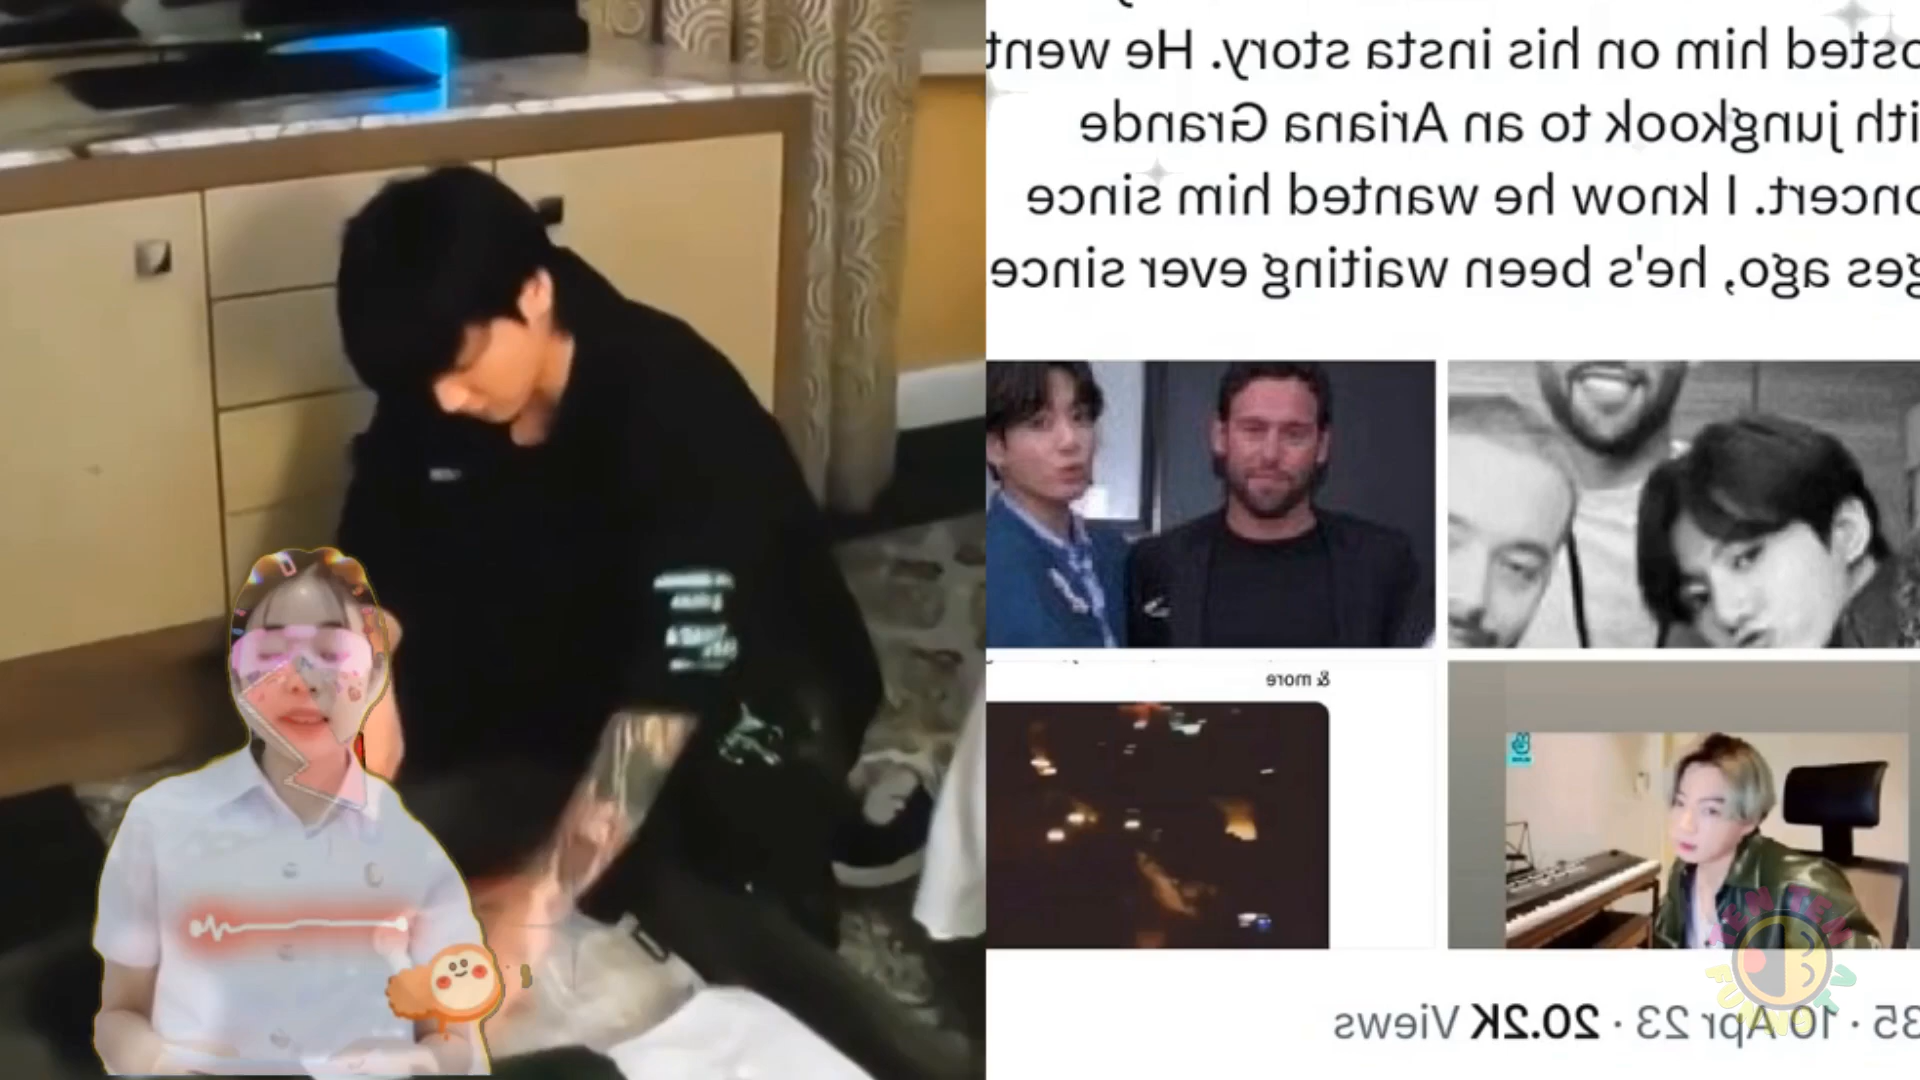 osted him on his insta story. He went
ith jungkook to an Ariana Grande
oncert. I know he wanted him since
ges ago, he's been waiting ever since
& more
35 · 10 Apr 23 · 20.2K Views